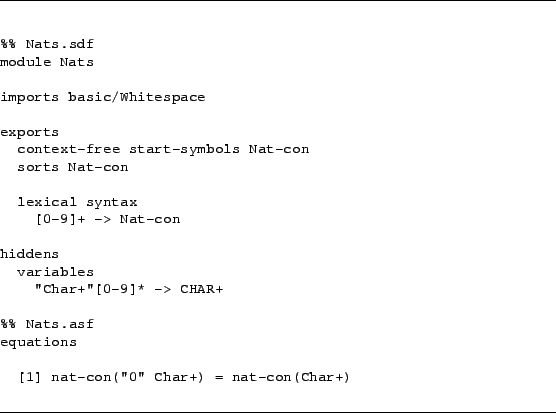 %% Nats.sdf
module Nats
imports basic/Whitespace
exports
context-free start-symbols Nat-con
sorts Nat-con
lexical syntax
[0-9]+ -> Nat-con
hiddens
variables
"Char+"[0-9]* -> CHAR+
%% Nats.asf
equations
[1] nat-con("0" Char+) = nat-con(Char+)